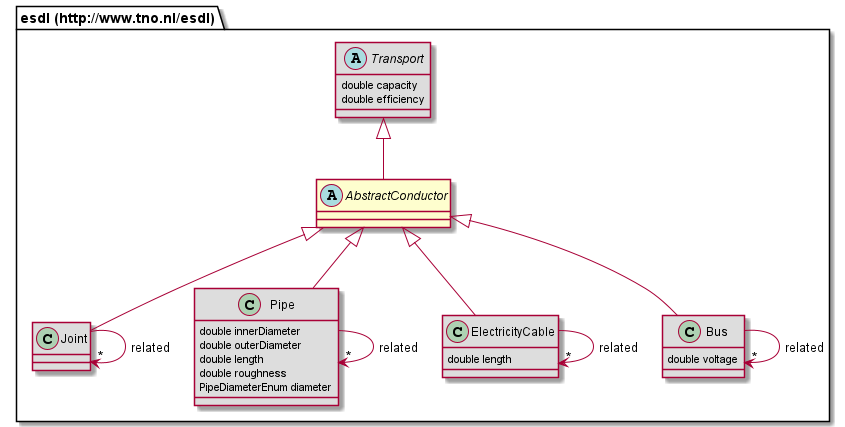 esdl (http://www.tno.nl/esdl)
A Transport
double capacity
double efficiency
A AbstractConductor
C Joint
* related
C Pipe
double innerDiameter
double outerDiameter
double length
double roughness
PipeDiameterEnum diameter
* related
C ElectricityCable
double length
* related
C Bus
double voltage
* related